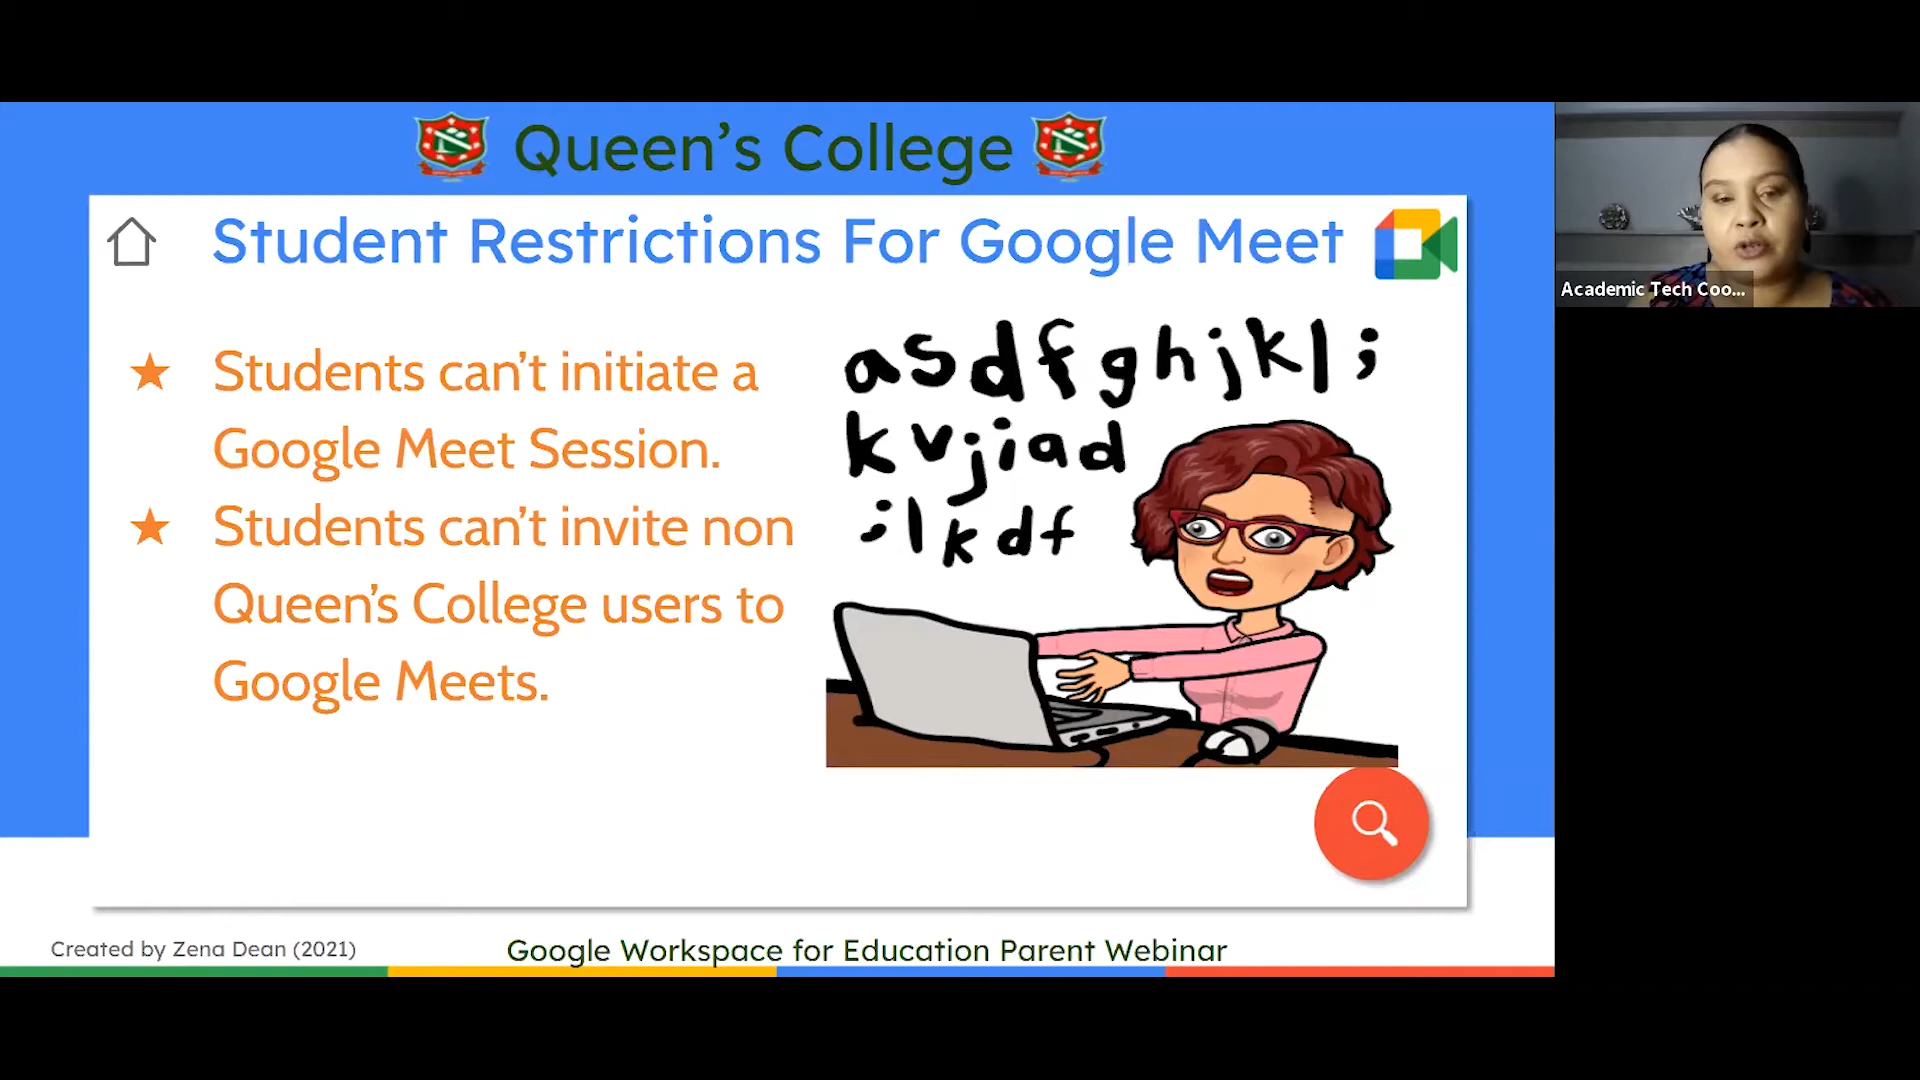 Queen's College
Student Restrictions For Google Meet
★ Students can't initiate a
Google Meet Session.
★ Students can't invite non
Queen's College users to
Google Meets.
asdfghjkl;
kvjiad
;lkdf
Created by Zena Dean (2021)
Google Workspace for Education Parent Webinar
Academic Tech Coo...